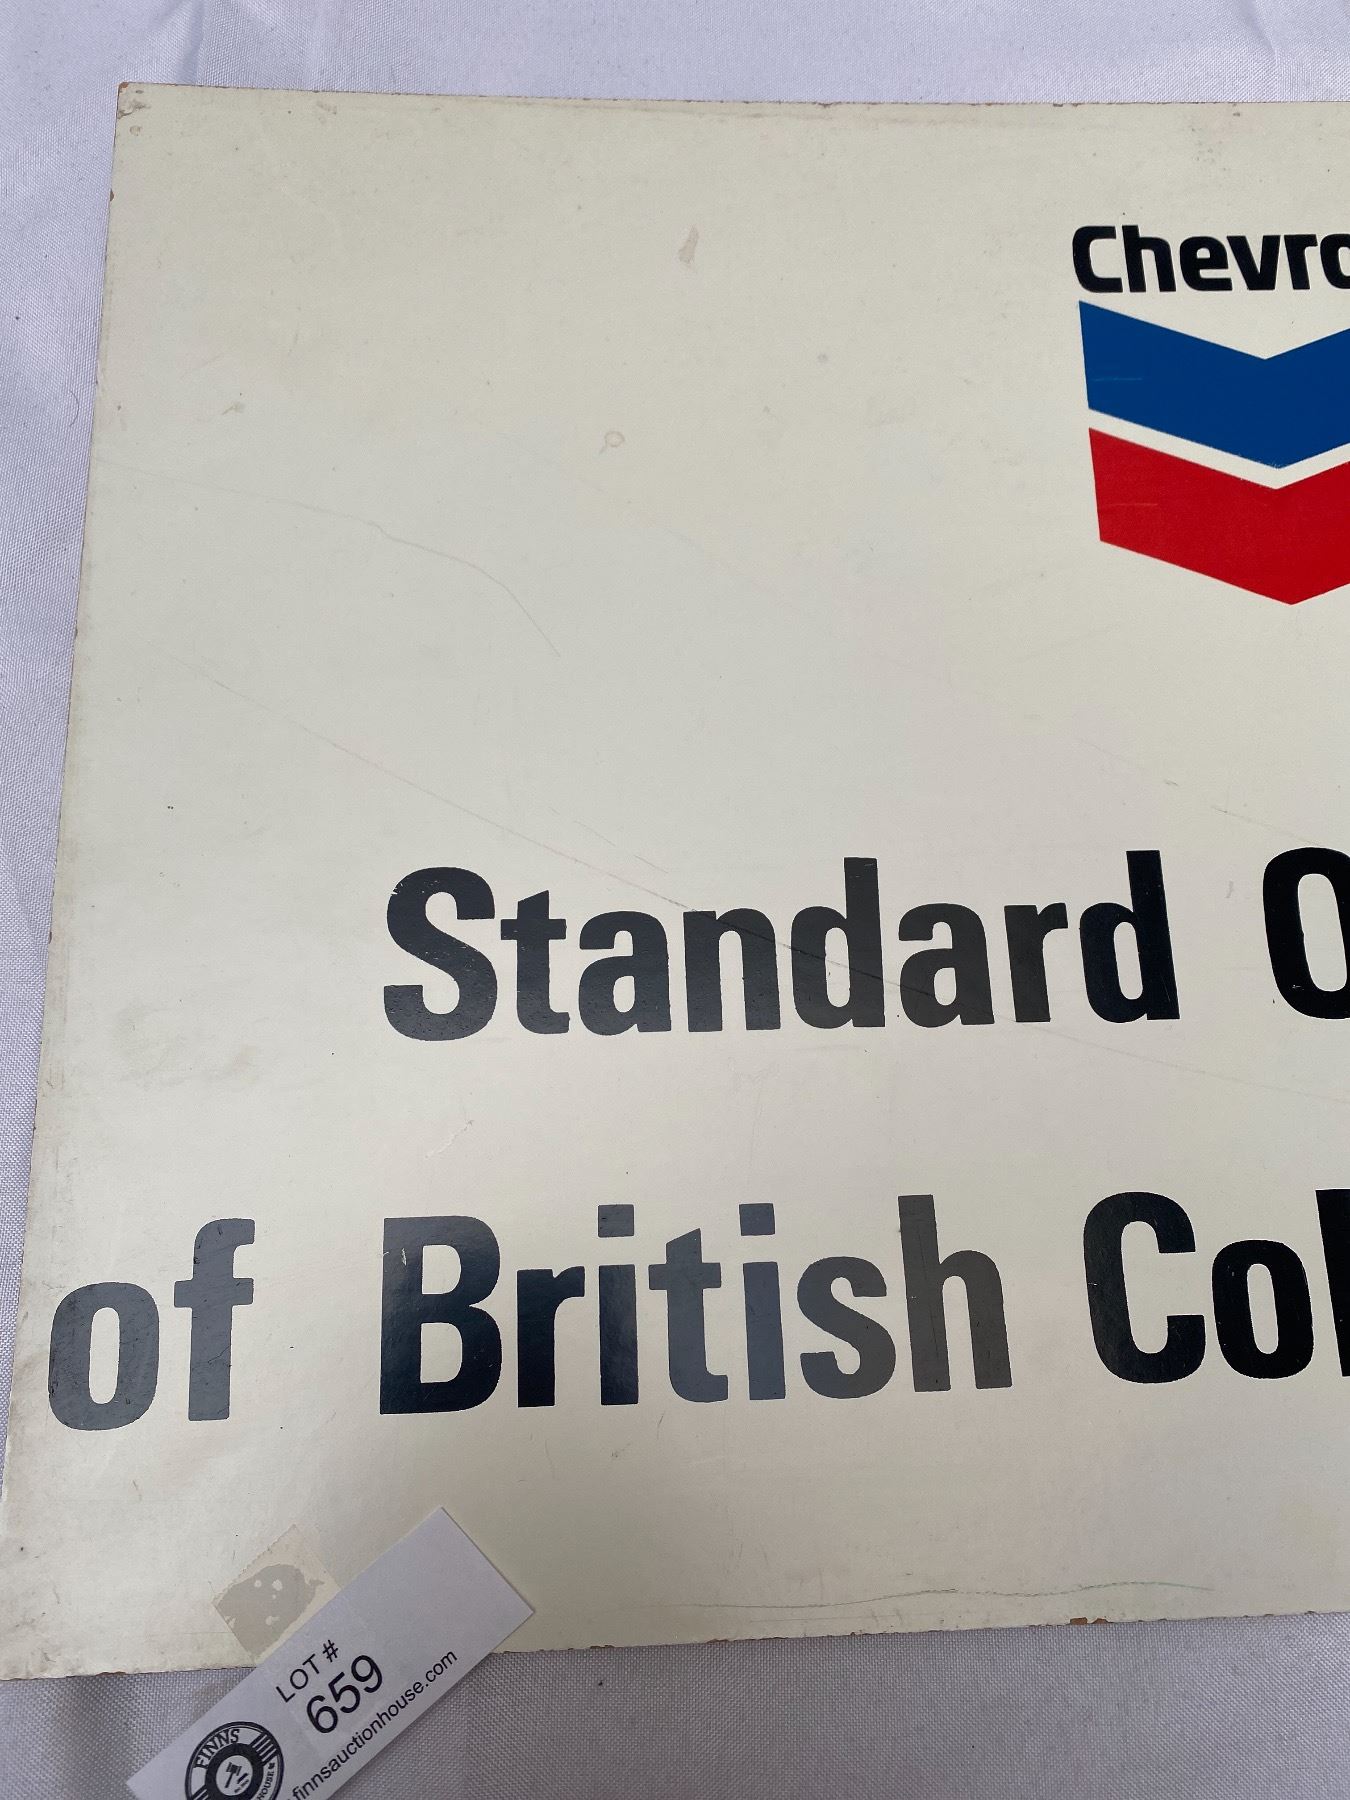 Chevro
Standard O
of British Col
LOT #
659
finnsauctionhouse.com
FINNS